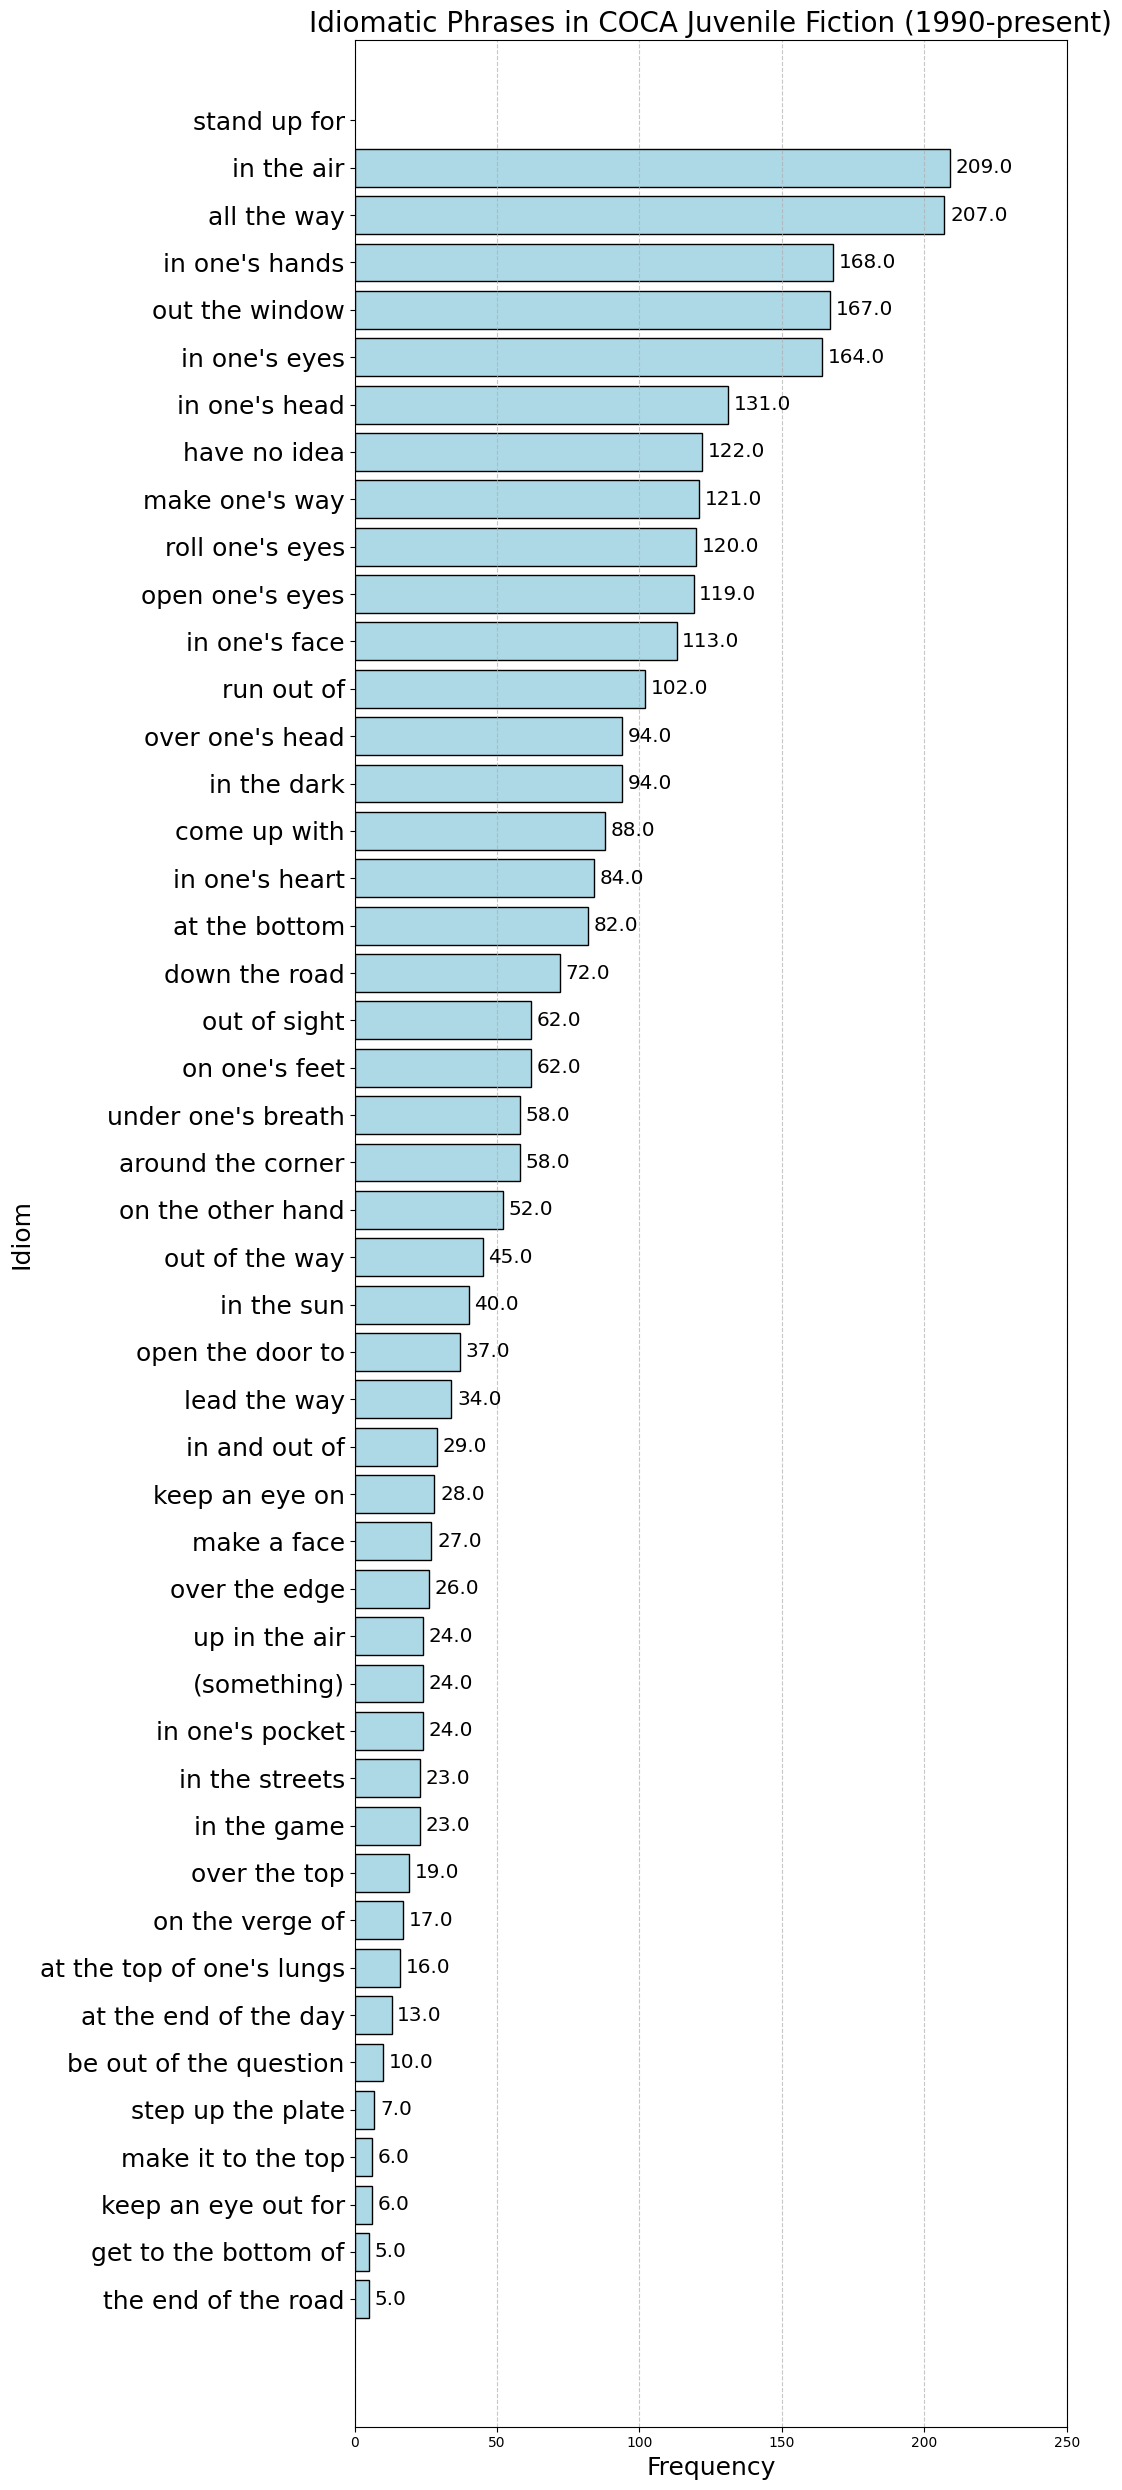 Idiomatic Phrases in COCA Juvenile Fiction (1990-present)
stand up for
in the air 209.0
all the way 207.0
in one's hands 168.0
out the window 167.0
in one's eyes 164.0
in one's head 131.0
have no idea 122.0
make one's way 121.0
roll one's eyes 120.0
open one's eyes 119.0
in one's face 113.0
run out of 102.0
over one's head 94.0
in the dark 94.0
come up with 88.0
in one's heart 84.0
at the bottom 82.0
down the road 72.0
out of sight 62.0
on one's feet 62.0
under one's breath 58.0
around the corner 58.0
on the other hand 52.0
Idiom
out of the way 45.0
in the sun 40.0
open the door to 37.0
lead the way 34.0
in and out of 29.0
keep an eye on 28.0
make a face 27.0
over the edge 26.0
up in the air 24.0
(something) 24.0
in one's pocket 24.0
in the streets 23.0
in the game 23.0
over the top 19.0
on the verge of 17.0
at the top of one's lungs 16.0
at the end of the day 13.0
be out of the question 10.0
step up the plate 7.0
make it to the top 6.0
keep an eye out for 6.0
get to the bottom of 5.0
the end of the road 5.0
0 50 100 150 200 250
Frequency